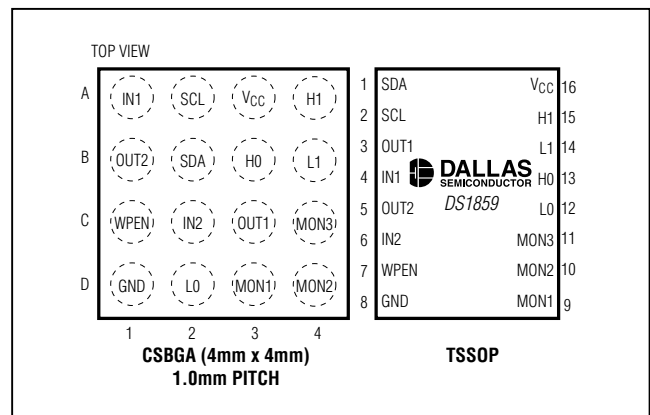 TOP VIEW
A IN1 SCL VCC H1
B OUT2 SDA H0 L1
C WPEN IN2 OUT1 MON3
D GND L0 MON1 MON2
1 2 3 4
CSBGA (4mm x 4mm)
1.0mm PITCH
1 SDA VCC 16
2 SCL H1 15
3 OUT1 L1 14
4 IN1 DALLAS SEMICONDUCTOR H0 13
5 OUT2 DS1859 L0 12
6 IN2 MON3 11
7 WPEN MON2 10
8 GND MON1 9
TSSOP